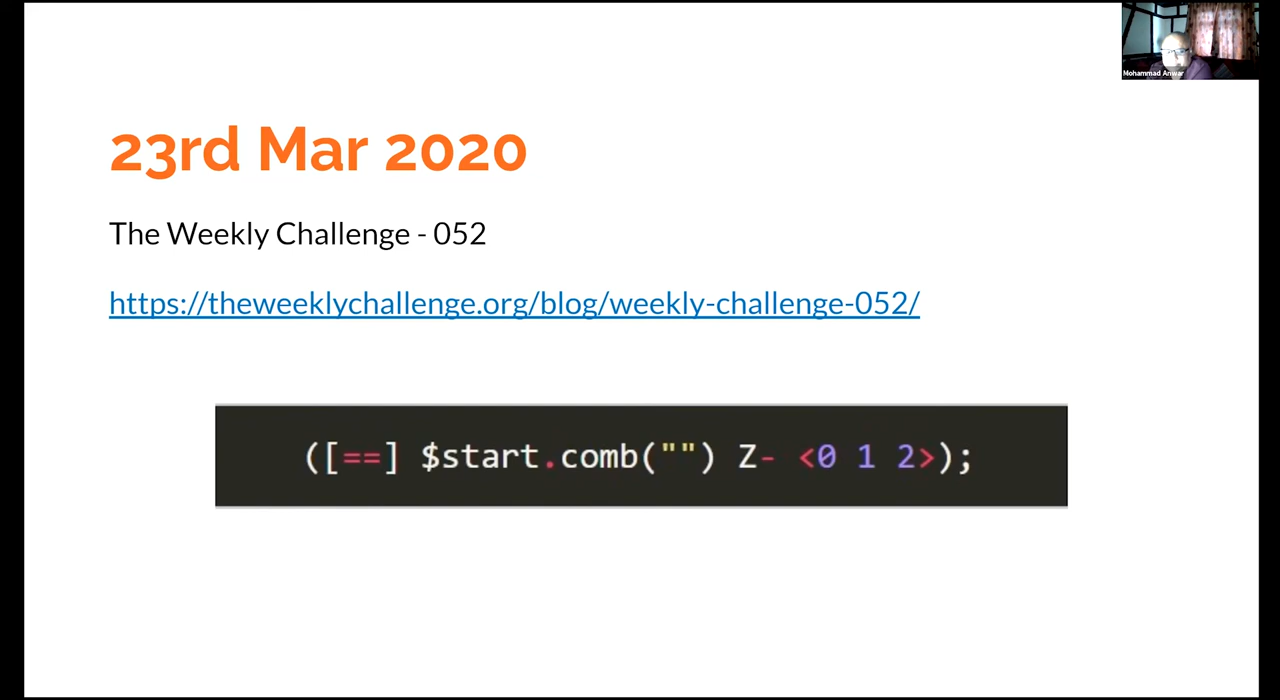 Mohammad Anwar
23rd Mar 2020
The Weekly Challenge - 052
https://theweeklychallenge.org/blog/weekly-challenge-052/
([==] $start.comb("") Z- <0 1 2>);